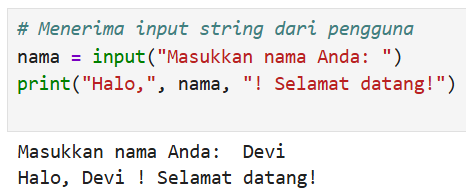 # Menerima input string dari pengguna
nama = input("Masukkan nama Anda: ")
print("Halo,", nama, "! Selamat datang!")
Masukkan nama Anda:  Devi
Halo, Devi ! Selamat datang!